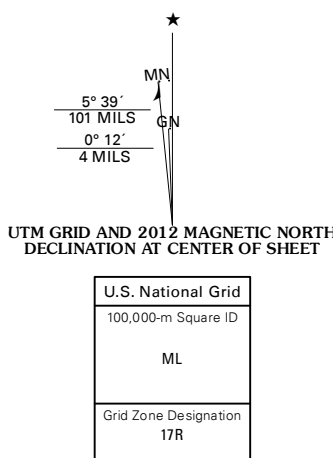 ★
MN
5° 39´
101 MILS
GN
0° 12´
4 MILS
UTM GRID AND 2012 MAGNETIC NORTH
DECLINATION AT CENTER OF SHEET
U.S. National Grid
100,000-m Square ID
ML
Grid Zone Designation
17R